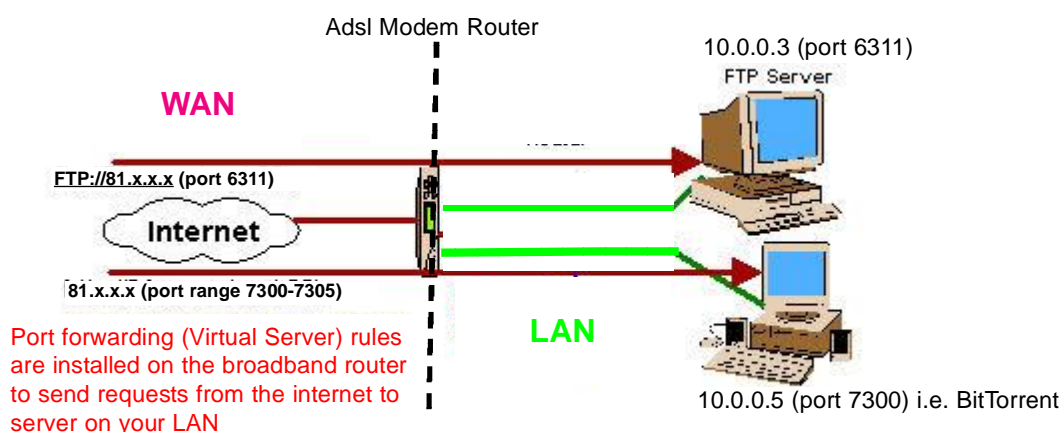 Adsl Modem Router
10.0.0.3 (port 6311)
FTP Server
WAN
FTP://81.x.x.x (port 6311)
Internet
81.x.x.x (port range 7300-7305)
LAN
Port forwarding (Virtual Server) rules
are installed on the broadband router
to send requests from the internet to
server on your LAN
10.0.0.5 (port 7300) i.e. BitTorrent